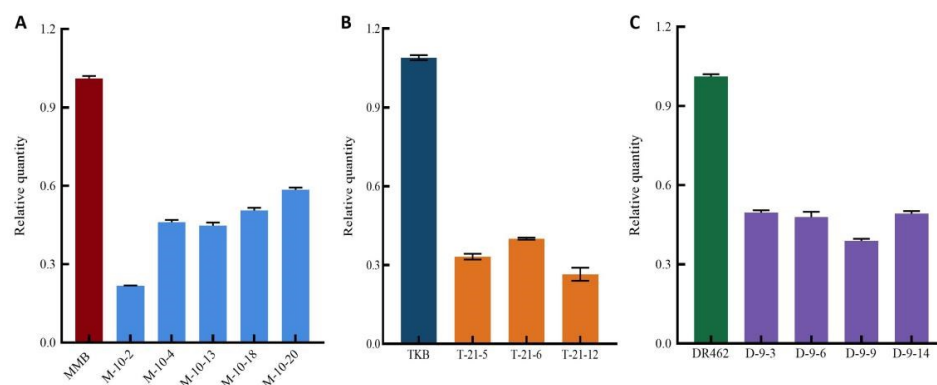 A
Relative quantity
1.2
0.9
0.6
0.3
0.0
MMB
M-10-2
M-10-4
M-10-13
M-10-18
M-10-20
B
Relative quantity
1.2
0.9
0.6
0.3
0.0
TKB
T-21-5
T-21-6
T-21-12
C
Relative quantity
1.2
0.9
0.6
0.3
0.0
DR462
D-9-3
D-9-6
D-9-9
D-9-14